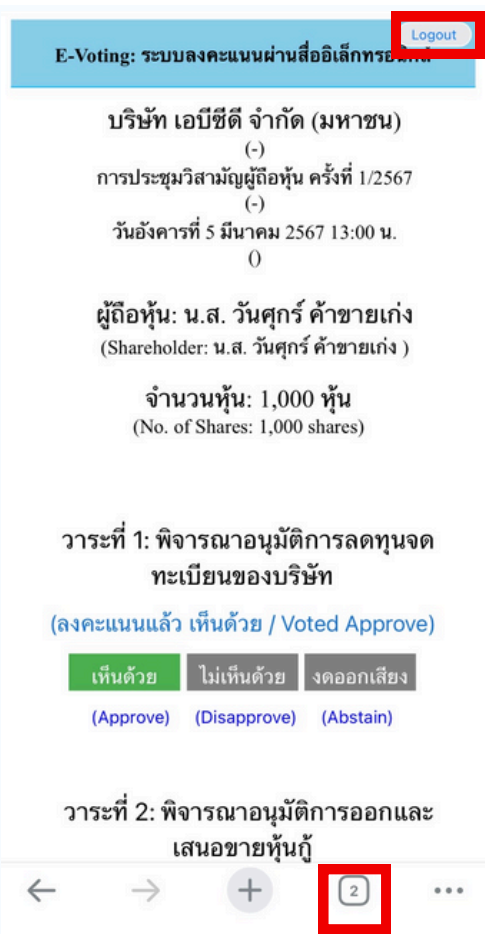 Logout
E-Voting: ระบบลงคะแนนผ่านสื่ออิเล็กทรอนิกส์
บริษัท เอบีซีดี จำกัด (มหาชน)
(-)
การประชุมวิสามัญผู้ถือหุ้น ครั้งที่ 1/2567
(-)
วันอังคารที่ 5 มีนาคม 2567 13:00 น.
()
ผู้ถือหุ้น: น.ส. วันศุกร์ ค้าขายเก่ง
(Shareholder: น.ส. วันศุกร์ ค้าขายเก่ง )
จำนวนหุ้น: 1,000 หุ้น
(No. of Shares: 1,000 shares)
วาระที่ 1: พิจารณาอนุมัติการลดทุนจด
ทะเบียนของบริษัท
(ลงคะแนนแล้ว เห็นด้วย / Voted Approve)
เห็นด้วย ไม่เห็นด้วย งดออกเสียง
(Approve) (Disapprove) (Abstain)
วาระที่ 2: พิจารณาอนุมัติการออกและ
เสนอขายหุ้นกู้
2